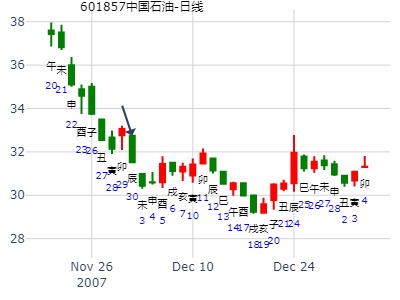 601857中国石油-日线
38
36
34
32
30
28
午
20
未
21
申
22
酉
23
子
26
丑
27
寅
28
卯
29
辰
30
未
3
申
4
酉
5
戌
6
亥
7
寅
10
卯
11
辰
12
巳
13
午
14
酉
17
戌
18
亥
19
子
20
丑
21
辰
24
巳
25
午
26
未
27
申
28
丑
2
寅
3
卯
4
Nov 26
2007
Dec 10
Dec 24